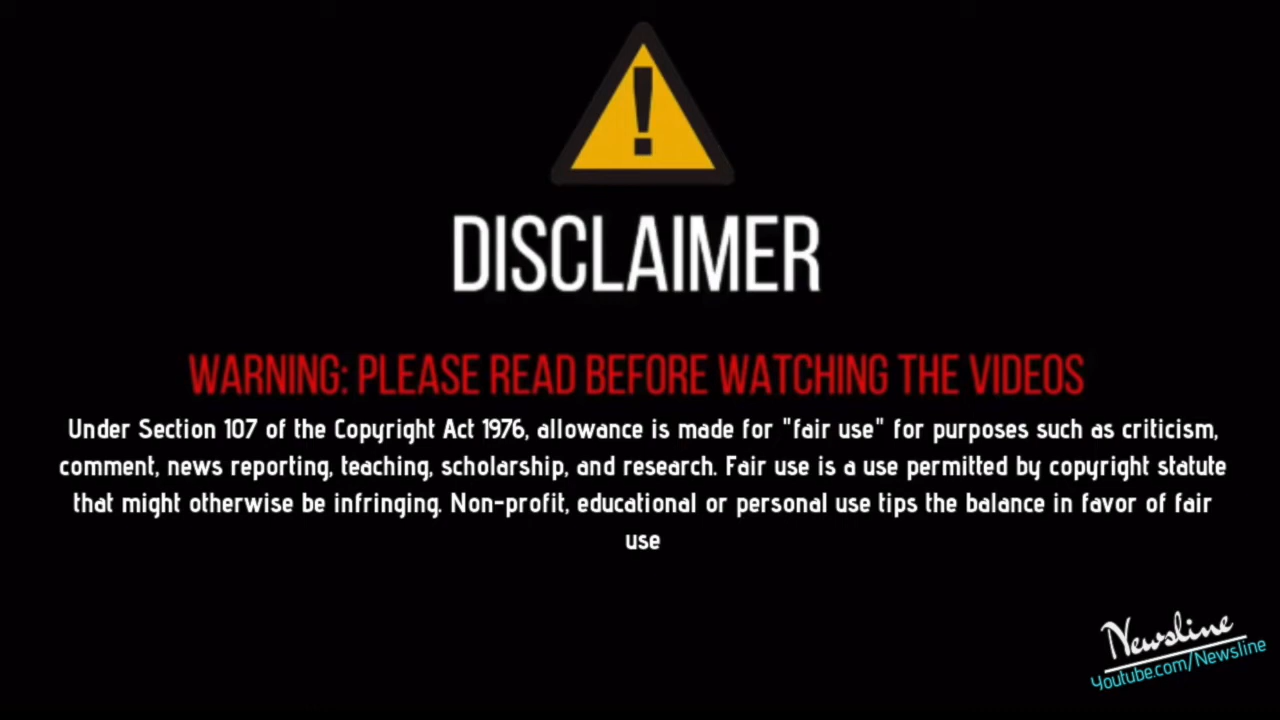 !
DISCLAIMER
WARNING: PLEASE READ BEFORE WATCHING THE VIDEOS
Under Section 107 of the Copyright Act 1976, allowance is made for "fair use" for purposes such as criticism,
comment, news reporting, teaching, scholarship, and research. Fair use is a use permitted by copyright statute
that might otherwise be infringing. Non-profit, educational or personal use tips the balance in favor of fair
use
Newsline
Youtube.com/Newsline